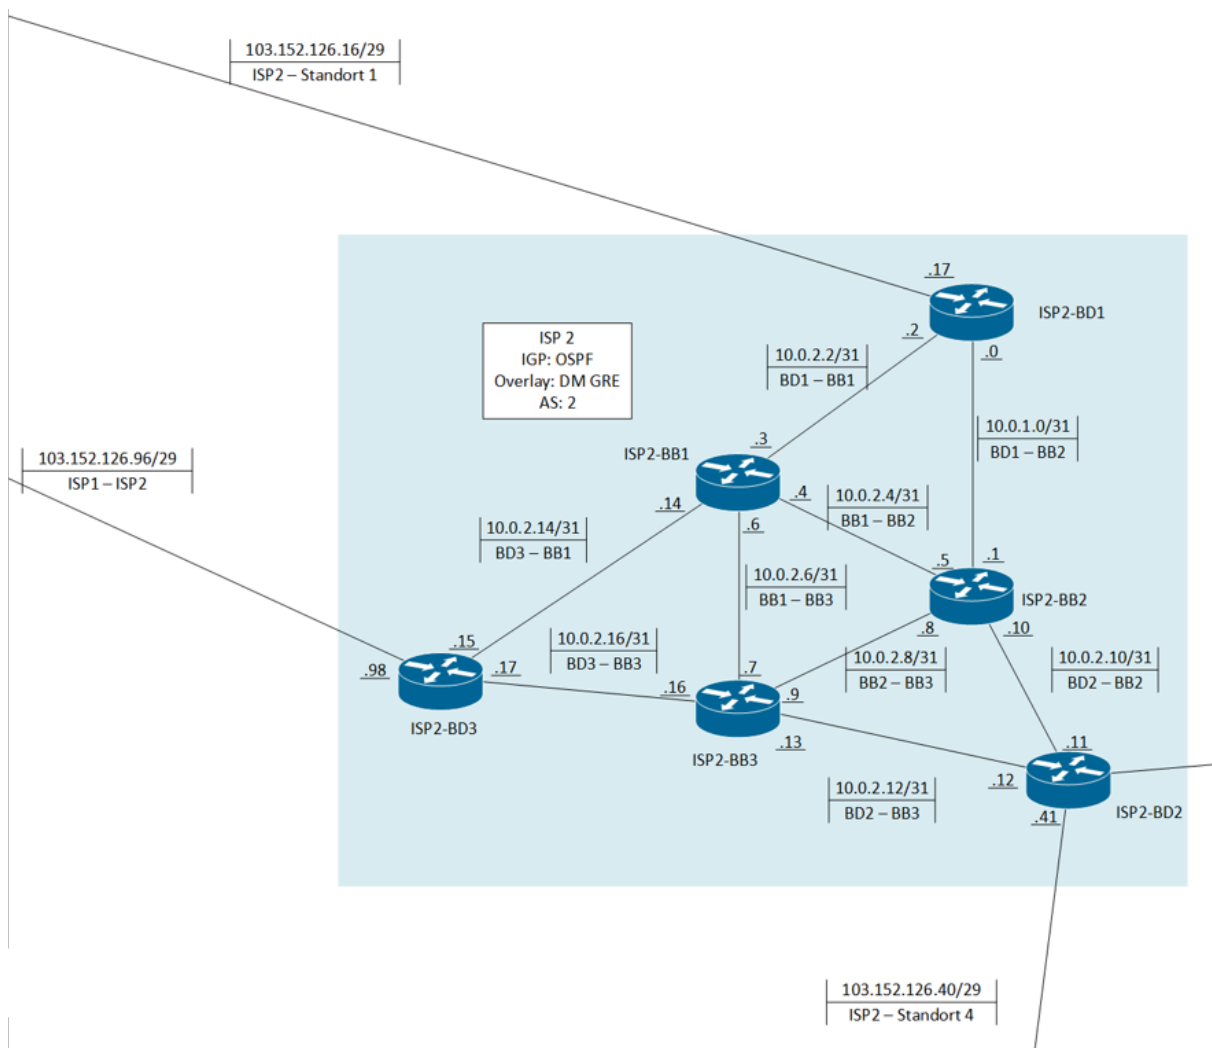 103.152.126.16/29
ISP2 – Standort 1
.17
ISP2-BD1
.2
.0
ISP 2
IGP: OSPF
Overlay: DM GRE
AS: 2
10.0.2.2/31
BD1 – BB1
10.0.1.0/31
BD1 – BB2
.3
ISP2-BB1
103.152.126.96/29
ISP1 – ISP2
.14
.4
10.0.2.4/31
BB1 – BB2
.6
10.0.2.14/31
BD3 – BB1
.5
.1
10.0.2.6/31
BB1 – BB3
ISP2-BB2
.8
.10
.15
10.0.2.16/31
BD3 – BB3
10.0.2.8/31
BB2 – BB3
10.0.2.10/31
BD2 – BB2
.98
.17
.7
.16
.9
ISP2-BD3
.13
ISP2-BB3
.11
.12
10.0.2.12/31
BD2 – BB3
.41
ISP2-BD2
103.152.126.40/29
ISP2 – Standort 4